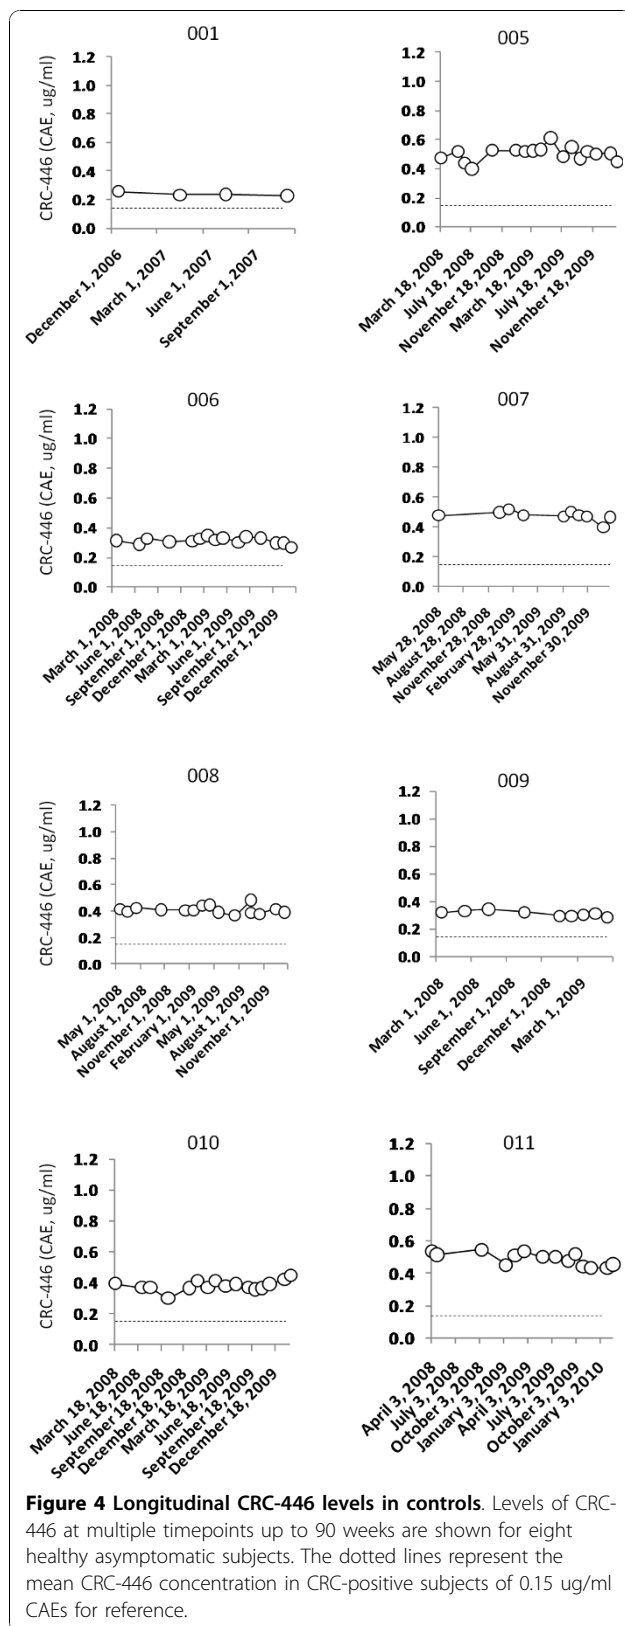 001
CRC-446 (CAE, ug/ml)
1.2
1.0
0.8
0.6
0.4
0.2
0.0
December 1, 2006
March 1, 2007
June 1, 2007
September 1, 2007
005
1.2
1.0
0.8
0.6
0.4
0.2
0.0
March 18, 2008
July 18, 2008
November 18, 2008
March 18, 2009
July 18, 2009
November 18, 2009
006
CRC-446 (CAE, ug/ml)
1.2
1.0
0.8
0.6
0.4
0.2
0.0
March 1, 2008
June 1, 2008
September 1, 2008
December 1, 2008
March 1, 2009
June 1, 2009
September 1, 2009
December 1, 2009
007
1.2
1.0
0.8
0.6
0.4
0.2
0.0
May 28, 2008
August 28, 2008
November 28, 2008
February 28, 2009
May 31, 2009
August 31, 2009
November 30, 2009
008
CRC-446 (CAE, ug/ml)
1.2
1.0
0.8
0.6
0.4
0.2
0.0
May 1, 2008
August 1, 2008
November 1, 2008
February 1, 2009
May 1, 2009
August 1, 2009
November 1, 2009
009
1.2
1.0
0.8
0.6
0.4
0.2
0.0
March 1, 2008
June 1, 2008
September 1, 2008
December 1, 2008
March 1, 2009
010
CRC-446 (CAE, ug/ml)
1.2
1.0
0.8
0.6
0.4
0.2
0.0
March 18, 2008
June 18, 2008
September 18, 2008
December 18, 2008
March 18, 2009
June 18, 2009
September 18, 2009
December 18, 2009
011
1.2
1.0
0.8
0.6
0.4
0.2
0.0
April 3, 2008
July 3, 2008
October 3, 2008
January 3, 2009
April 3, 2009
July 3, 2009
October 3, 2009
January 3, 2010
Figure 4 Longitudinal CRC-446 levels in controls. Levels of CRC-
446 at multiple timepoints up to 90 weeks are shown for eight
healthy asymptomatic subjects. The dotted lines represent the
mean CRC-446 concentration in CRC-positive subjects of 0.15 ug/ml
CAEs for reference.